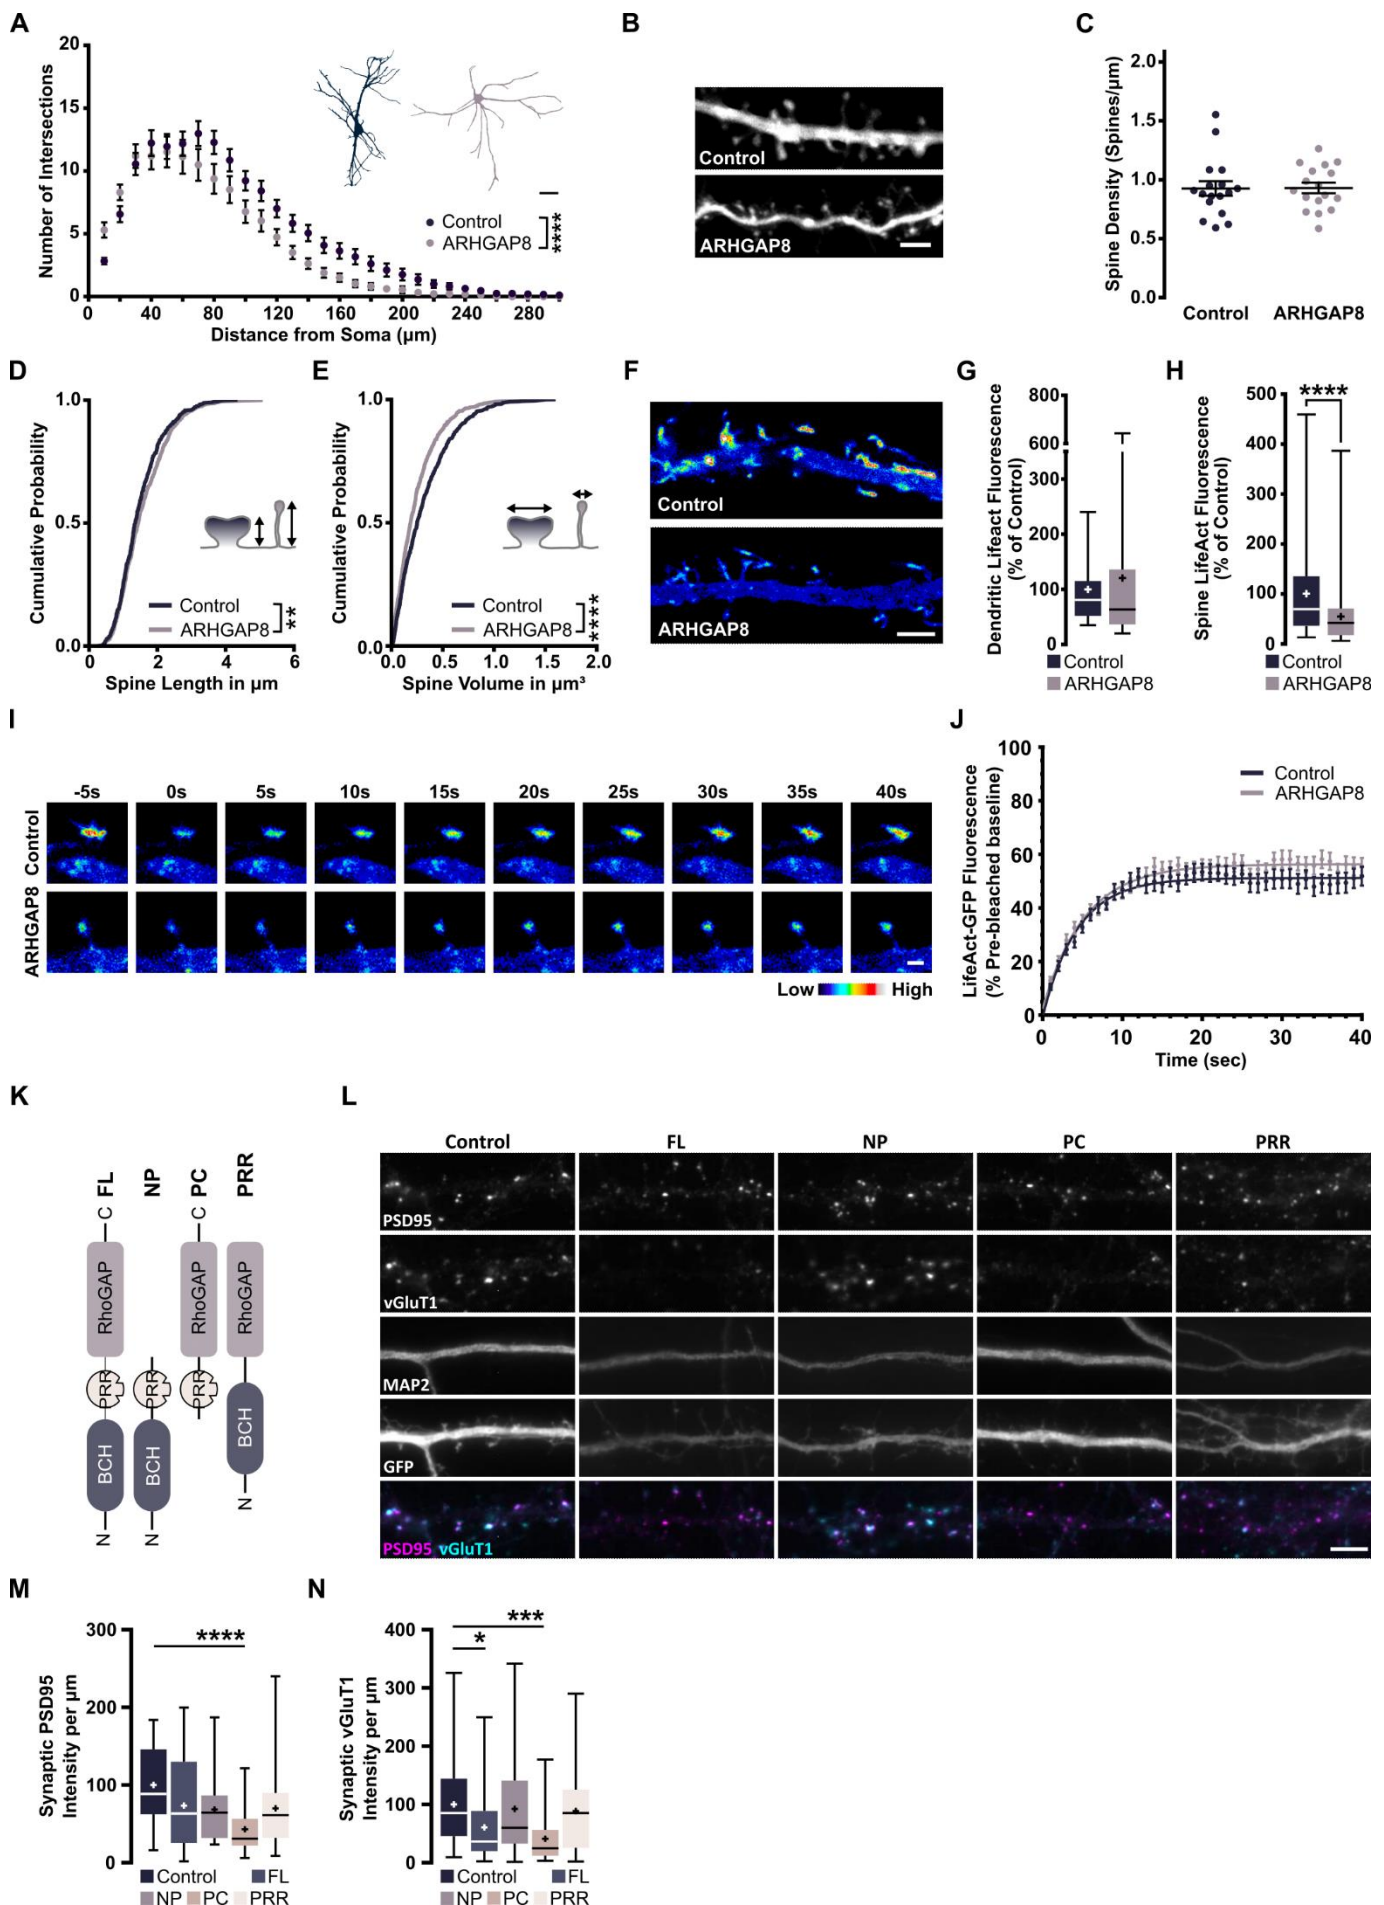 A
20
15
10
5
0
Number of Intersections
40
80
120
160
200
240
280
Distance from Soma (µm)
Control
ARHGAP8
****
B
Control
ARHGAP8
C
2.0
1.5
1.0
0.5
0.0
Spine Density (Spines/µm)
Control
ARHGAP8
D
1.0
0.5
0.0
Cumulative Probability
0
2
4
6
Spine Length in µm
Control
ARHGAP8
**
E
1.0
0.5
0.0
Cumulative Probability
0.0
0.5
1.0
1.5
2.0
Spine Volume in µm³
Control
ARHGAP8
****
F
Control
ARHGAP8
G
800
600
400
300
200
100
0
Dendritic Lifeact Fluorescence
(% of Control)
Control
ARHGAP8
H
500
400
300
200
100
0
Spine LifeAct Fluorescence
(% of Control)
****
Control
ARHGAP8
I
-5s
0s
5s
10s
15s
20s
25s
30s
35s
40s
Control
ARHGAP8
Low
High
J
100
80
60
40
20
0
LifeAct-GFP Fluorescence
(% Pre-bleached baseline)
0
10
20
30
40
Time (sec)
Control
ARHGAP8
K
FL
NP
PC
PRR
C
C
RhoGAP
RhoGAP
RhoGAP
PRR
PRR
PRR
BCH
BCH
BCH
N
N
N
L
Control
FL
NP
PC
PRR
PSD95
vGluT1
MAP2
GFP
PSD95 vGluT1
M
300
200
100
0
Synaptic PSD95
Intensity per µm
****
Control
FL
NP
PC
PRR
N
400
300
200
100
0
Synaptic vGluT1
Intensity per µm
***
*
Control
FL
NP
PC
PRR